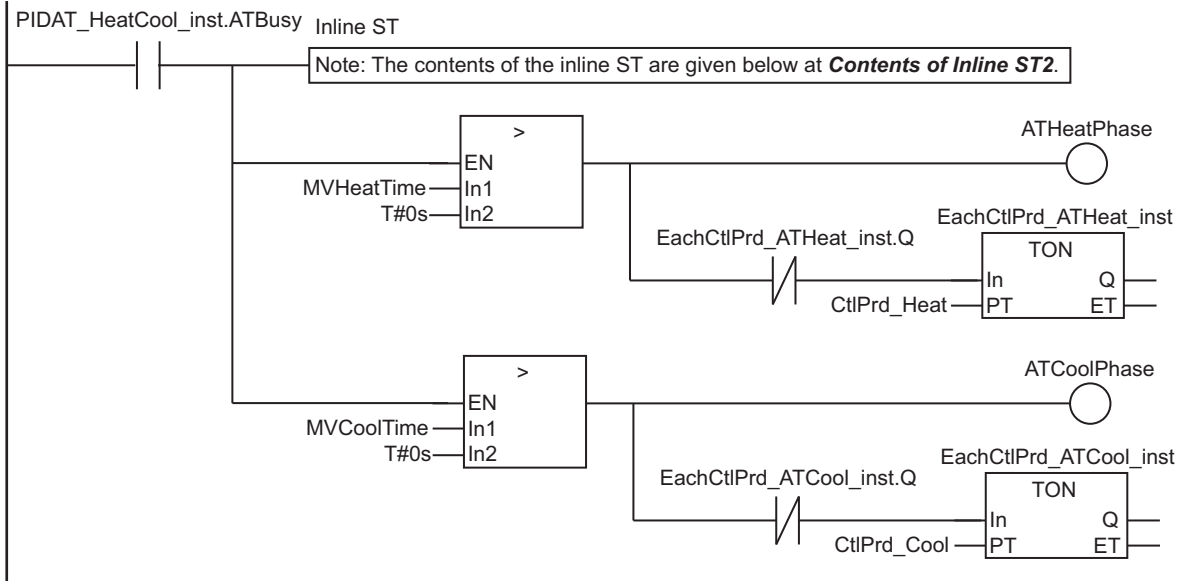 PIDAT_HeatCool_inst.ATBusy
Inline ST
Note: The contents of the inline ST are given below at Contents of Inline ST2.
>
EN
MVHeatTime
In1
T#0s
In2
ATHeatPhase
EachCtlPrd_ATHeat_inst.Q
EachCtlPrd_ATHeat_inst
TON
In
Q
CtlPrd_Heat
PT
ET
>
EN
MVCoolTime
In1
T#0s
In2
ATCoolPhase
EachCtlPrd_ATCool_inst.Q
EachCtlPrd_ATCool_inst
TON
In
Q
CtlPrd_Cool
PT
ET